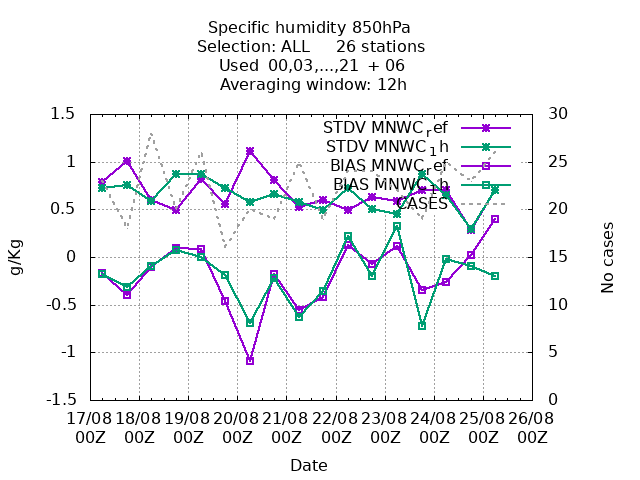 Specific humidity 850hPa
Selection: ALL 26 stations
Used 00,03,...,21 + 06
Averaging window: 12h
1.5
1
0.5
0
-0.5
-1
-1.5
g/Kg
30
25
20
15
10
5
0
No cases
STDV MNWC_ref
STDV MNWC_1h
BIAS MNWC_ref
BIAS MNWC_1h
CASES
17/08 18/08 19/08 20/08 21/08 22/08 23/08 24/08 25/08 26/08
00Z 00Z 00Z 00Z 00Z 00Z 00Z 00Z 00Z 00Z
Date